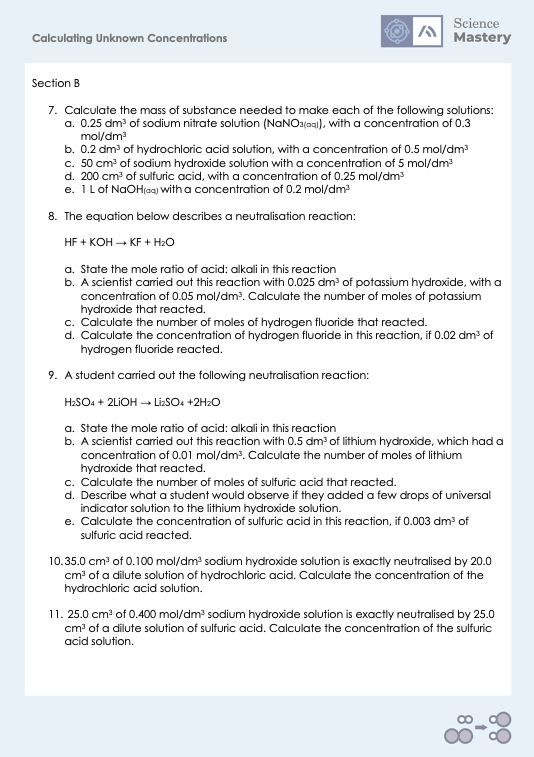 Calculating Unknown Concentrations
Science
Mastery
Section B
7. Calculate the mass of substance needed to make each of the following solutions:
a. 0.25 dm³ of sodium nitrate solution (NaNO₃₍ₐq₎), with a concentration of 0.3
mol/dm³
b. 0.2 dm³ of hydrochloric acid solution, with a concentration of 0.5 mol/dm³
c. 50 cm³ of sodium hydroxide solution with a concentration of 5 mol/dm³
d. 200 cm³ of sulfuric acid, with a concentration of 0.25 mol/dm³
e. 1 L of NaOH₍ₐq₎ with a concentration of 0.2 mol/dm³
8. The equation below describes a neutralisation reaction:
HF + KOH → KF + H₂O
a. State the mole ratio of acid: alkali in this reaction
b. A scientist carried out this reaction with 0.025 dm³ of potassium hydroxide, with a
concentration of 0.05 mol/dm³. Calculate the number of moles of potassium
hydroxide that reacted.
c. Calculate the number of moles of hydrogen fluoride that reacted.
d. Calculate the concentration of hydrogen fluoride in this reaction, if 0.02 dm³ of
hydrogen fluoride reacted.
9. A student carried out the following neutralisation reaction:
H₂SO₄ + 2LiOH → Li₂SO₄ +2H₂O
a. State the mole ratio of acid: alkali in this reaction
b. A scientist carried out this reaction with 0.5 dm³ of lithium hydroxide, which had a
concentration of 0.01 mol/dm³. Calculate the number of moles of lithium
hydroxide that reacted.
c. Calculate the number of moles of sulfuric acid that reacted.
d. Describe what a student would observe if they added a few drops of universal
indicator solution to the lithium hydroxide solution.
e. Calculate the concentration of sulfuric acid in this reaction, if 0.003 dm³ of
sulfuric acid reacted.
10. 35.0 cm³ of 0.100 mol/dm³ sodium hydroxide solution is exactly neutralised by 20.0
cm³ of a dilute solution of hydrochloric acid. Calculate the concentration of the
hydrochloric acid solution.
11. 25.0 cm³ of 0.400 mol/dm³ sodium hydroxide solution is exactly neutralised by 25.0
cm³ of a dilute solution of sulfuric acid. Calculate the concentration of the sulfuric
acid solution.